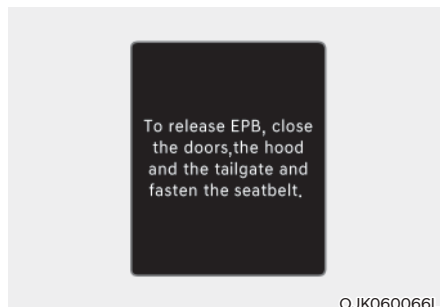 To release EPB, close
the doors,the hood
and the tailgate and
fasten the seatbelt.
OJK060066L